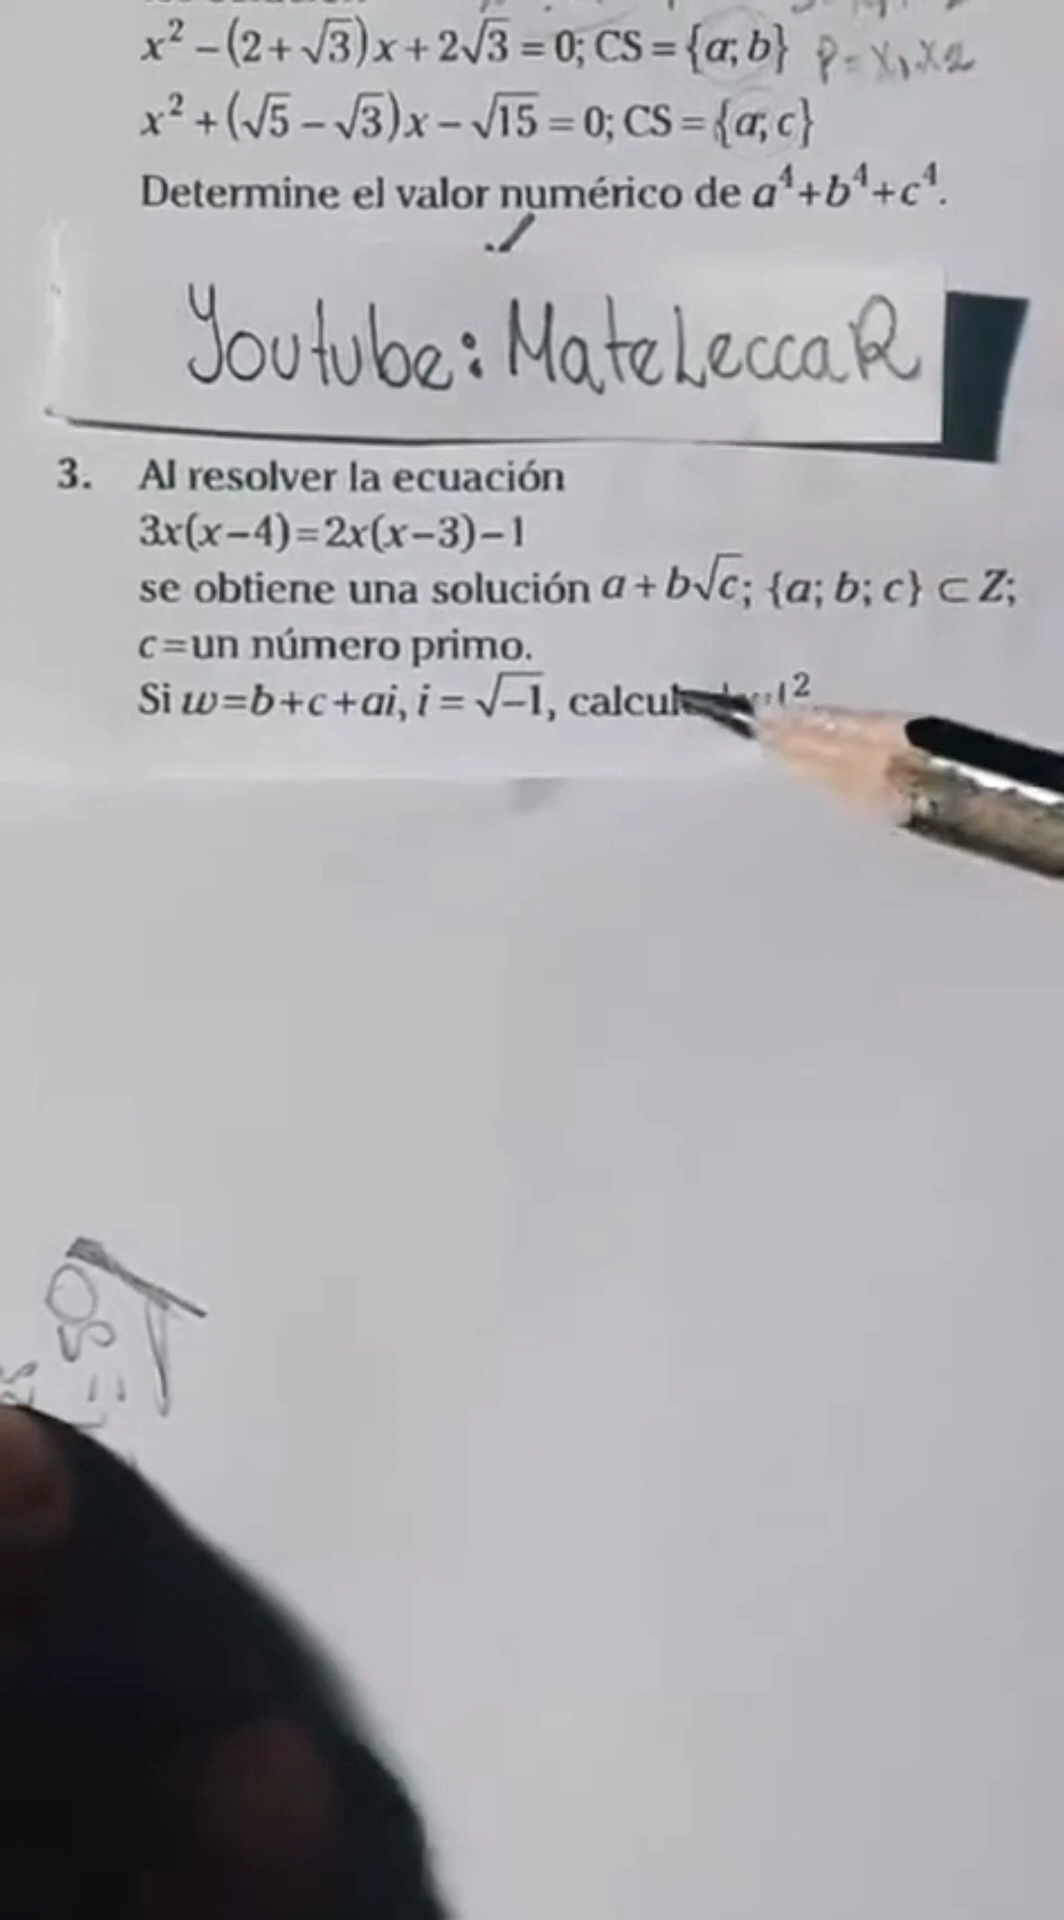 x² – (2 + √3)x + 2√3 = 0; CS = {a; b} P = X₁ X₂
x² + (√5 – √3)x – √15 = 0; CS = {a; c}
Determine el valor numérico de a⁴+b⁴+c⁴.
Youtube: MateLeccaR
3. Al resolver la ecuación
3x(x–4)=2x(x–3)–1
se obtiene una solución a + b√c; {a; b; c} ⊂ Z;
c=un número primo.
Si w=b+c+ai, i = √–1,